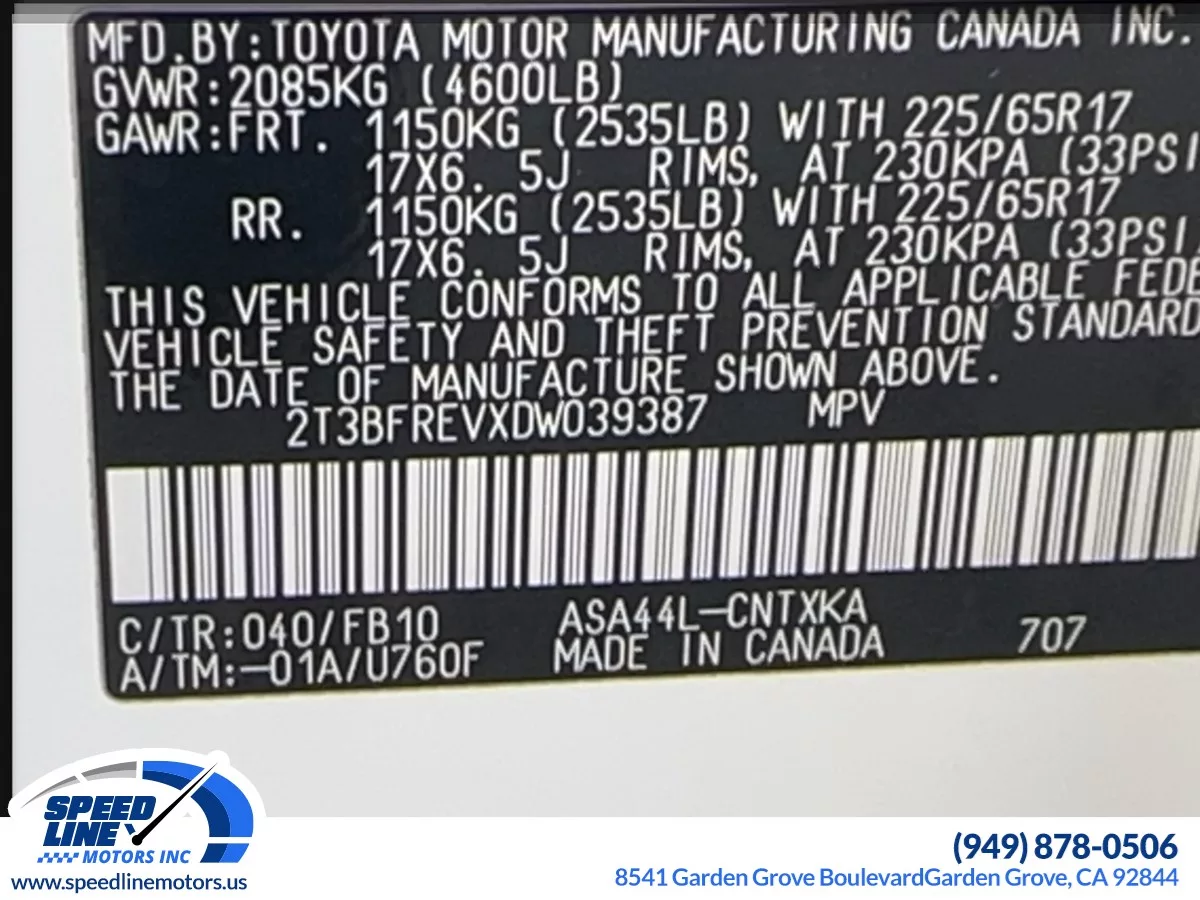 MFD.BY:TOYOTA MOTOR MANUFACTURING CANADA INC.
GVWR:2085KG (4600LB)
GAWR:FRT. 1150KG (2535LB) WITH 225/65R17
17X6. 5J RIMS, AT 230KPA (33PSI
RR. 1150KG (2535LB) WITH 225/65R17
17X6. 5J RIMS, AT 230KPA (33PSI
THIS VEHICLE CONFORMS TO ALL APPLICABLE FEDE
VEHICLE SAFETY AND THEFT PREVENTION STANDARD
THE DATE OF MANUFACTURE SHOWN ABOVE.
2T3BFREVXDW039387 MPV
C/TR:040/FB10 ASA44L-CNTXKA 707
A/TM:-01A/U760F MADE IN CANADA
SPEED
LINE
MOTORS INC
www.speedlinemotors.us
(949) 878-0506
8541 Garden Grove BoulevardGarden Grove, CA 92844